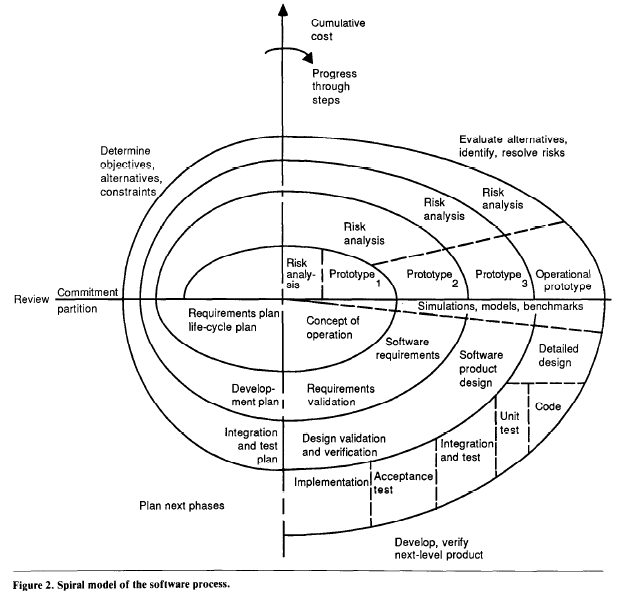 Cumulative
cost
Progress
through
steps
Evaluate alternatives,
identify, resolve risks
Determine
objectives,
alternatives,
constraints
Risk
analysis
Risk
analysis
Risk
analysis
Risk
analy-
sis
Prototype
1
Prototype
2
Prototype
3
Operational
prototype
Review
Commitment
partition
Simulations, models, benchmarks
Requirements plan
life-cycle plan
Concept of
operation
Software
requirements
Software
product
design
Detailed
design
Develop-
ment plan
Requirements
validation
Code
Unit
test
Integration
and test
plan
Design validation
and verification
Integration
and test
Acceptance
test
Implementation
Plan next phases
Develop, verify
next-level product
Figure 2. Spiral model of the software process.